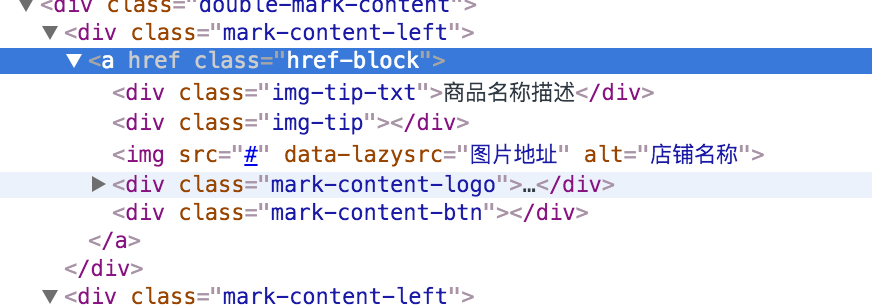 ▼<div class="double-mark-content">
▼<div class="mark-content-left">
▼<a href class="href-block">
<div class="img-tip-txt">商品名称描述</div>
<div class="img-tip"></div>
<img src="#" data-lazysrc="图片地址" alt="店铺名称">
▶<div class="mark-content-logo">…</div>
<div class="mark-content-btn"></div>
</a>
</div>
▼<div class="mark-content-left">